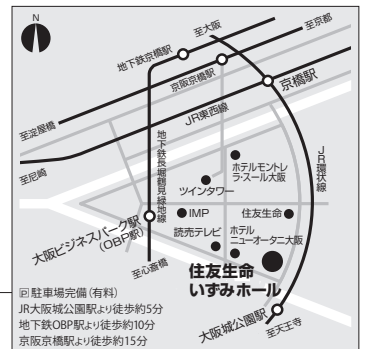 N
至大阪
至京都
地下鉄京橋駅
京阪京橋駅
京橋駅
至淀屋橋
JR東西線
至尼崎
地下鉄長堀鶴見緑地線
JR環状線
ホテルモントレ
ラ・スール大阪
ツインタワー
IMP
住友生命
大阪ビジネスパーク駅
(OBP駅)
読売テレビ
ホテル
ニューオータニ大阪
至心斎橋
住友生命
いずみホール
大阪城公園駅
至天王寺
P駐車場完備(有料)
JR大阪城公園駅より徒歩約5分
地下鉄OBP駅より徒歩約10分
京阪京橋駅より徒歩約15分